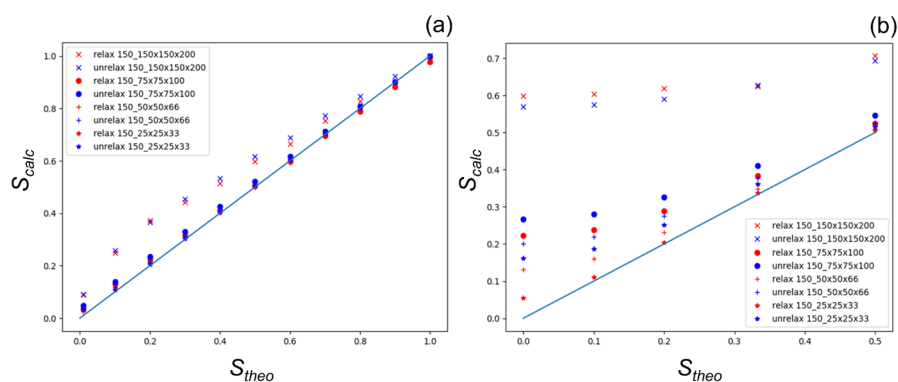 (a)
(b)
relax 150_150x150x200
unrelax 150_150x150x200
relax 150_75x75x100
unrelax 150_75x75x100
relax 150_50x50x66
unrelax 150_50x50x66
relax 150_25x25x33
unrelax 150_25x25x33
1.0
0.8
0.6
0.4
0.2
0.0
S_calc
0.0 0.2 0.4 0.6 0.8 1.0
S_theo
0.7
0.6
0.5
0.4
0.3
0.2
0.1
0.0
S_calc
relax 150_150x150x200
unrelax 150_150x150x200
relax 150_75x75x100
unrelax 150_75x75x100
relax 150_50x50x66
unrelax 150_50x50x66
relax 150_25x25x33
unrelax 150_25x25x33
0.0 0.1 0.2 0.3 0.4 0.5
S_theo